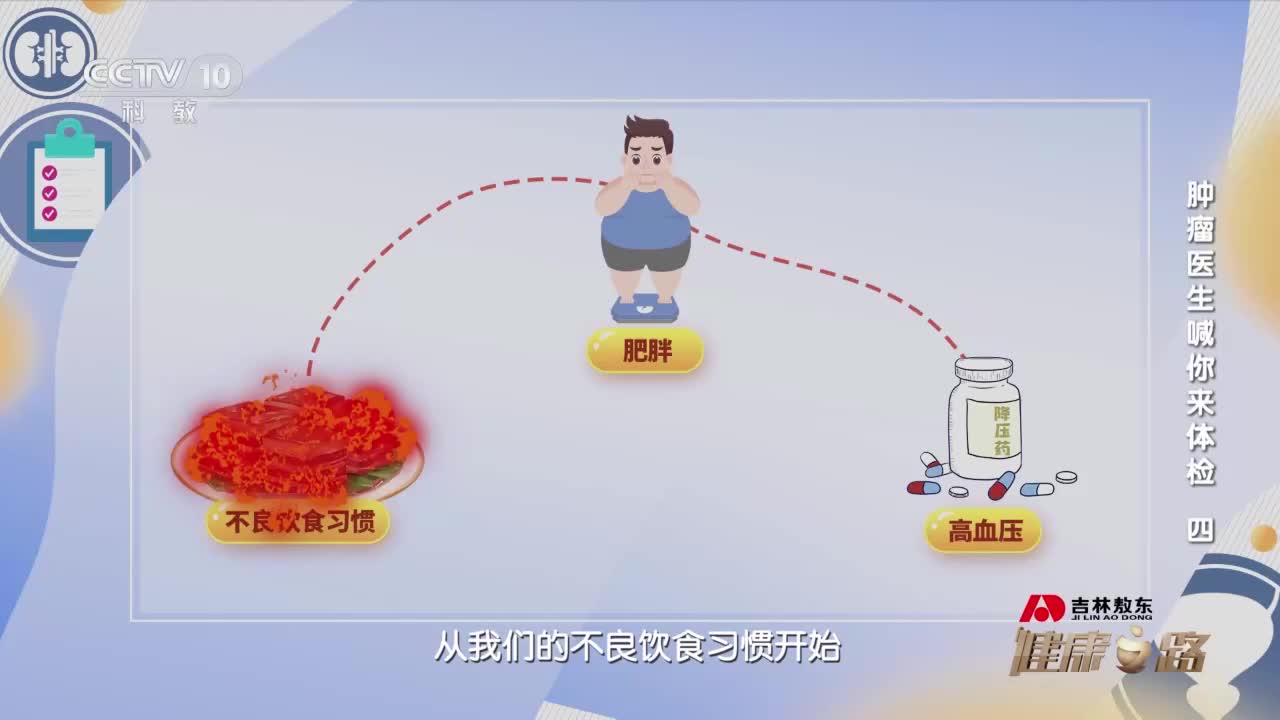 CCTV 10
科 教
肥胖
降压药
不良饮食习惯
高血压
肿瘤医生喊你来体检 四
吉林敖东
JI LIN AO DONG
健康之路
从我们的不良饮食习惯开始